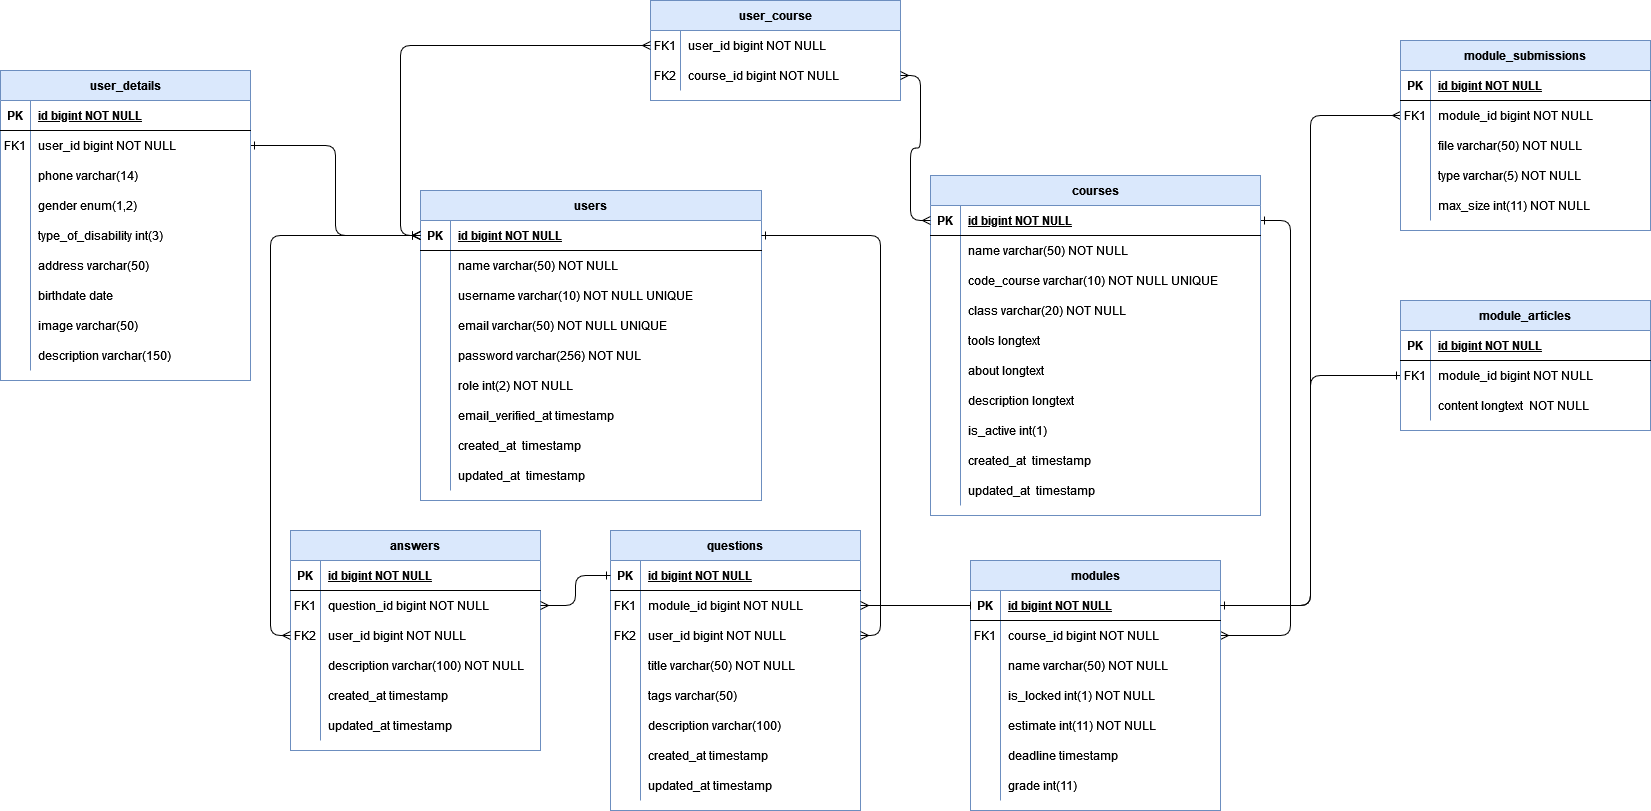 user_course
FK1 user_id bigint NOT NULL
FK2 course_id bigint NOT NULL
user_details
PK id bigint NOT NULL
FK1 user_id bigint NOT NULL
phone varchar(14)
gender enum(1,2)
type_of_disability int(3)
address varchar(50)
birthdate date
image varchar(50)
description varchar(150)
users
PK id bigint NOT NULL
name varchar(50) NOT NULL
username varchar(10) NOT NULL UNIQUE
email varchar(50) NOT NULL UNIQUE
password varchar(256) NOT NUL
role int(2) NOT NULL
email_verified_at timestamp
created_at timestamp
updated_at timestamp
courses
PK id bigint NOT NULL
name varchar(50) NOT NULL
code_course varchar(10) NOT NULL UNIQUE
class varchar(20) NOT NULL
tools longtext
about longtext
description longtext
is_active int(1)
created_at timestamp
updated_at timestamp
module_submissions
PK id bigint NOT NULL
FK1 module_id bigint NOT NULL
file varchar(50) NOT NULL
type varchar(5) NOT NULL
max_size int(11) NOT NULL
module_articles
PK id bigint NOT NULL
FK1 module_id bigint NOT NULL
content longtext NOT NULL
answers
PK id bigint NOT NULL
FK1 question_id bigint NOT NULL
FK2 user_id bigint NOT NULL
description varchar(100) NOT NULL
created_at timestamp
updated_at timestamp
questions
PK id bigint NOT NULL
FK1 module_id bigint NOT NULL
FK2 user_id bigint NOT NULL
title varchar(50) NOT NULL
tags varchar(50)
description varchar(100)
created_at timestamp
updated_at timestamp
modules
PK id bigint NOT NULL
FK1 course_id bigint NOT NULL
name varchar(50) NOT NULL
is_locked int(1) NOT NULL
estimate int(11) NOT NULL
deadline timestamp
grade int(11)